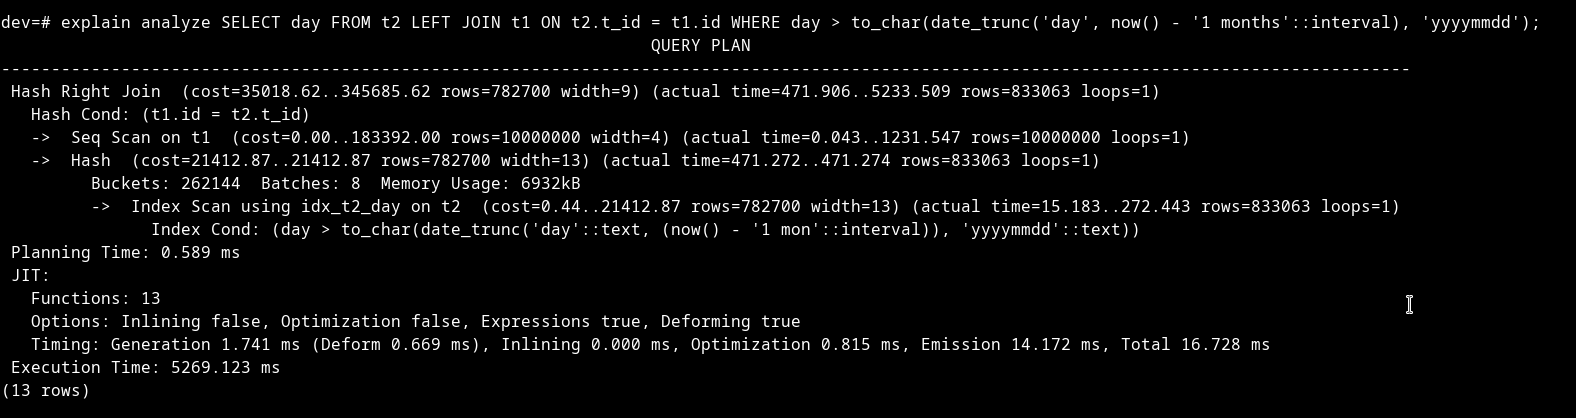 dev=# explain analyze SELECT day FROM t2 LEFT JOIN t1 ON t2.t_id = t1.id WHERE day > to_char(date_trunc('day', now() - '1 months'::interval), 'yyyymmdd');
QUERY PLAN
---------------------------------------------------------------------------------------------------------------------------------------------
Hash Right Join  (cost=35018.62..345685.62 rows=782700 width=9) (actual time=471.906..5233.509 rows=833063 loops=1)
  Hash Cond: (t1.id = t2.t_id)
  ->  Seq Scan on t1  (cost=0.00..183392.00 rows=10000000 width=4) (actual time=0.043..1231.547 rows=10000000 loops=1)
  ->  Hash  (cost=21412.87..21412.87 rows=782700 width=13) (actual time=471.272..471.274 rows=833063 loops=1)
        Buckets: 262144  Batches: 8  Memory Usage: 6932kB
        ->  Index Scan using idx_t2_day on t2  (cost=0.44..21412.87 rows=782700 width=13) (actual time=15.183..272.443 rows=833063 loops=1)
              Index Cond: (day > to_char(date_trunc('day'::text, (now() - '1 mon'::interval)), 'yyyymmdd'::text))
Planning Time: 0.589 ms
JIT:
  Functions: 13
  Options: Inlining false, Optimization false, Expressions true, Deforming true
  Timing: Generation 1.741 ms (Deform 0.669 ms), Inlining 0.000 ms, Optimization 0.815 ms, Emission 14.172 ms, Total 16.728 ms
Execution Time: 5269.123 ms
(13 rows)